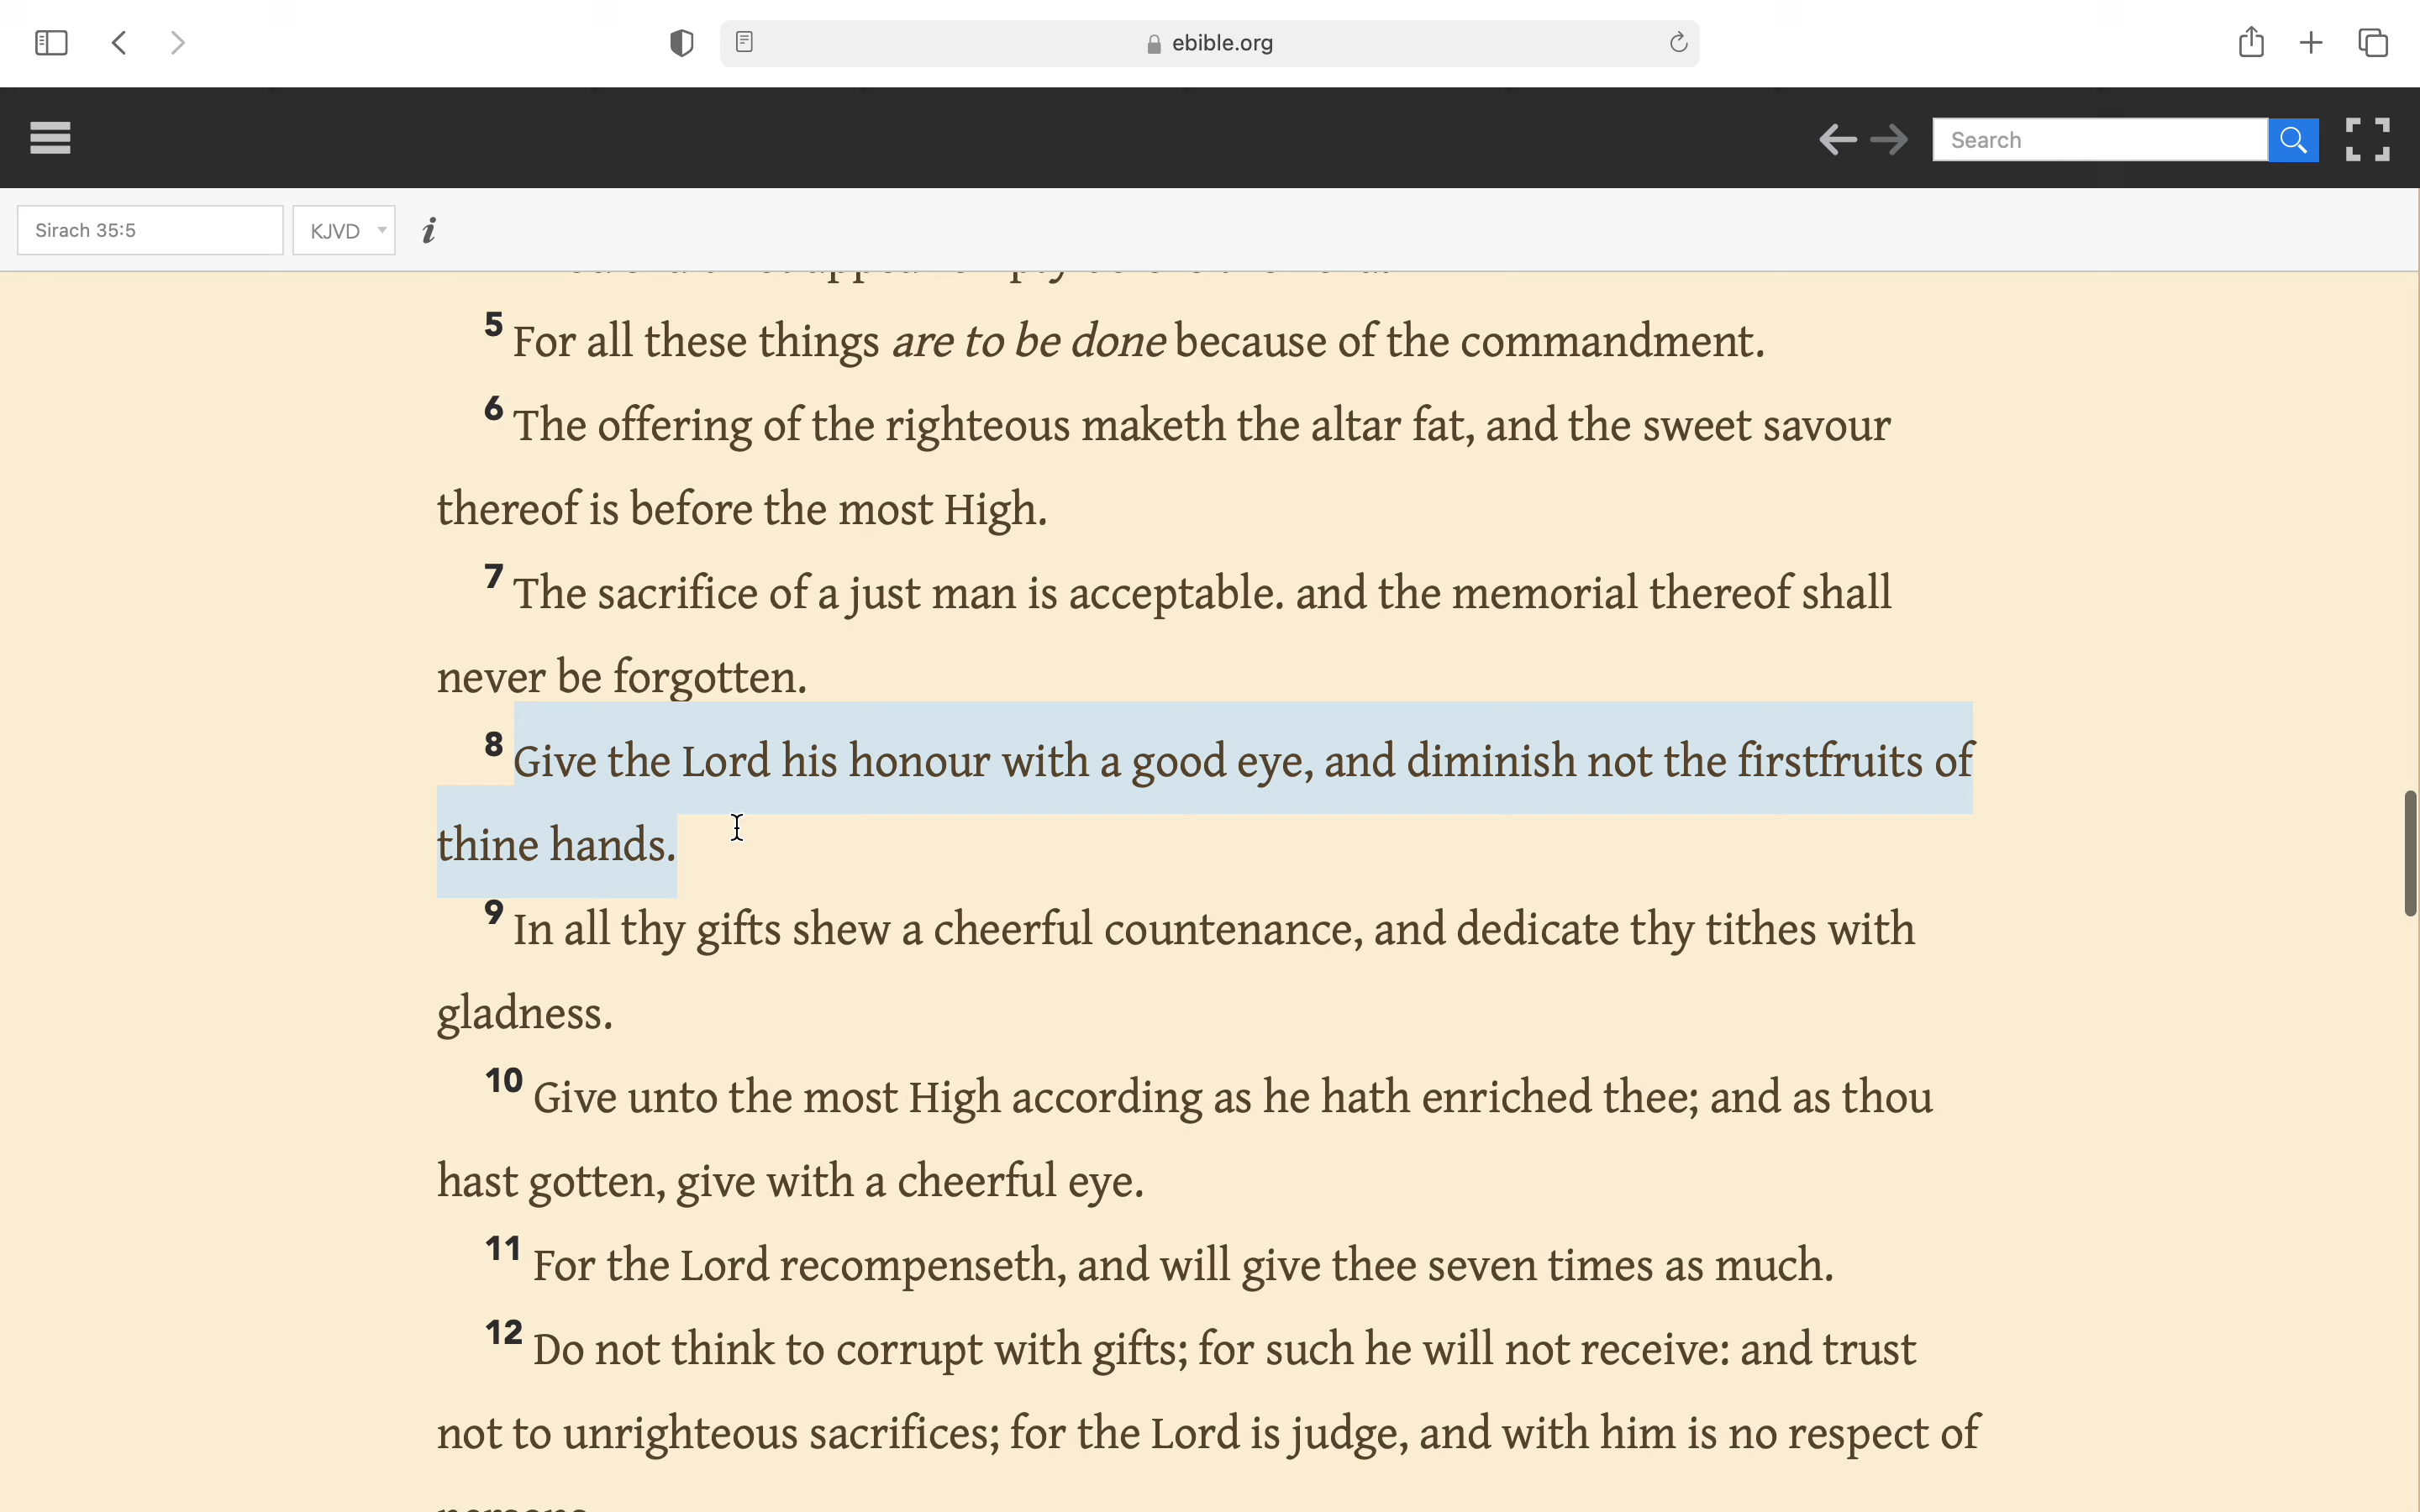 ebible.org
Search
Sirach 35:5
KJVD
i
5 For all these things are to be done because of the commandment.
6 The offering of the righteous maketh the altar fat, and the sweet savour
thereof is before the most High.
7 The sacrifice of a just man is acceptable. and the memorial thereof shall
never be forgotten.
8 Give the Lord his honour with a good eye, and diminish not the firstfruits of
thine hands.
9 In all thy gifts shew a cheerful countenance, and dedicate thy tithes with
gladness.
10 Give unto the most High according as he hath enriched thee; and as thou
hast gotten, give with a cheerful eye.
11 For the Lord recompenseth, and will give thee seven times as much.
12 Do not think to corrupt with gifts; for such he will not receive: and trust
not to unrighteous sacrifices; for the Lord is judge, and with him is no respect of